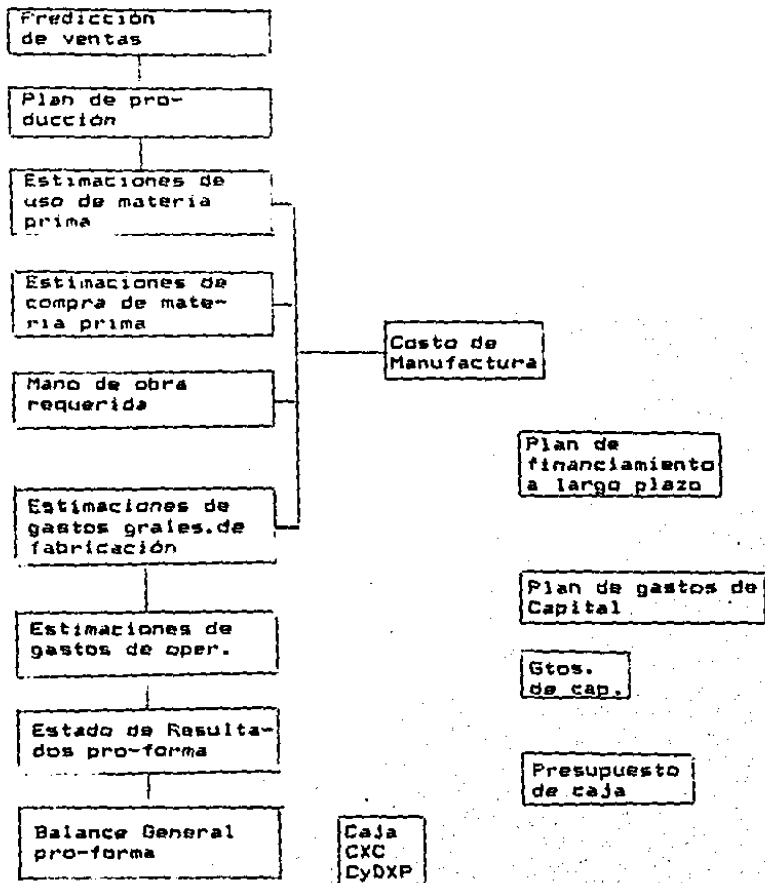 Predicción
de ventas
Plan de pro-
ducción
Estimaciones de
uso de materia
prima
Estimaciones de
compra de mate-
ria prima
Costo de
Manufactura
Mano de obra
requerida
Plan de
financiamiento
a largo plazo
Estimaciones de
gastos grales.de
fabricación
Plan de gastos de
Capital
Estimaciones de
gastos de oper.
Gtos.
de cap.
Estado de Resulta-
dos pro-forma
Presupuesto
de caja
Balance General
pro-forma
Caja
CXC
CyDXP